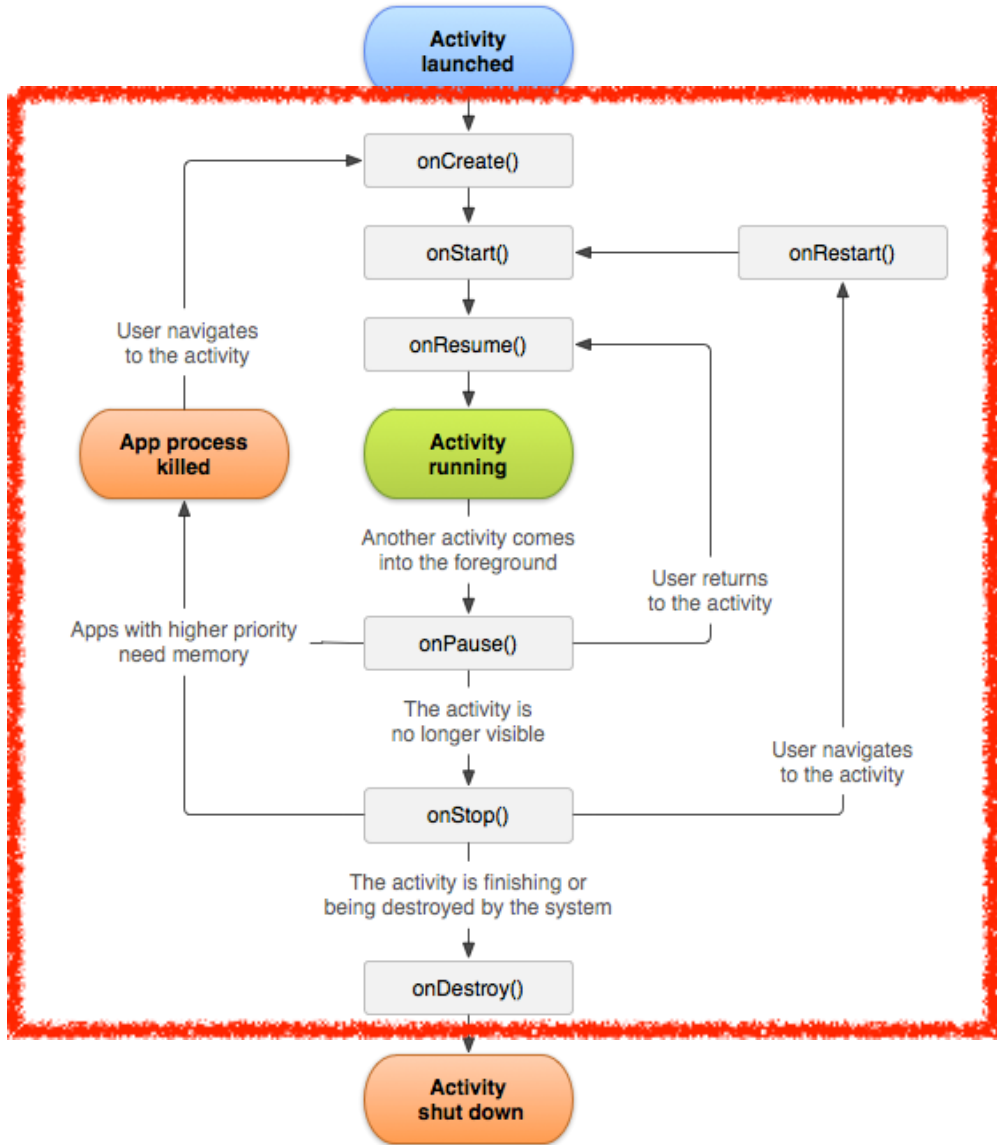 Activity
launched
onCreate()
onStart()
onRestart()
onResume()
User navigates
to the activity
App process
killed
Activity
running
Another activity comes
into the foreground
User returns
to the activity
Apps with higher priority
need memory
onPause()
The activity is
no longer visible
User navigates
to the activity
onStop()
The activity is finishing or
being destroyed by the system
onDestroy()
Activity
shut down